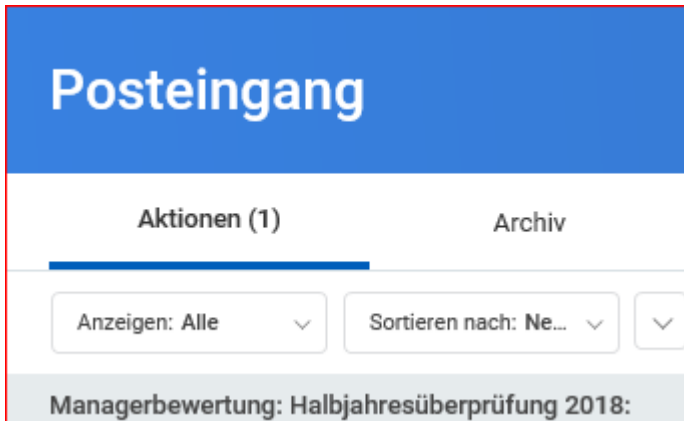 Posteingang
Aktionen (1) Archiv
Anzeigen: Alle Sortieren nach: Ne...
Managerbewertung: Halbjahresüberprüfung 2018: